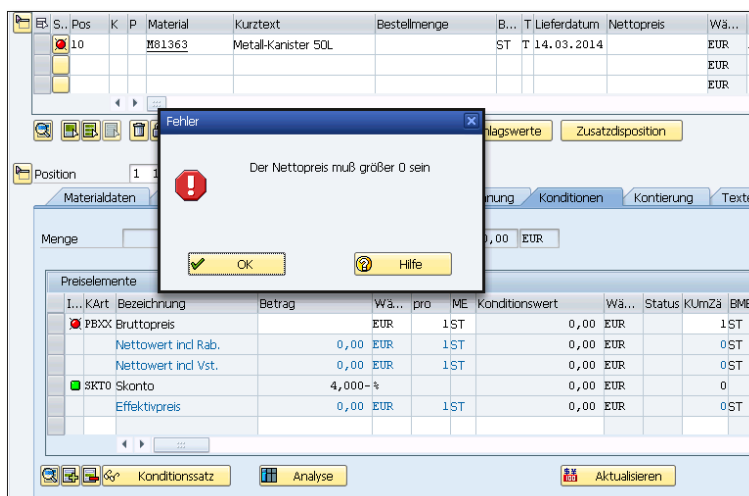 S.. Pos K P Material Kurztext Bestellmenge B... T Lieferdatum Nettopreis Wä...
10 M81363 Metall-Kanister 50L ST T 14.03.2014 EUR
EUR
EUR
Fehler
Der Nettopreis muß größer 0 sein
OK Hilfe
Zusatzdisposition
Position 1
Materialdaten Konditionen Kontierung Texte
Menge ,00 EUR
Preiselemente
I... KArt Bezeichnung Betrag Wä... pro ME Konditionswert Wä... Status KUmZä BME
PBXX Bruttopreis EUR 1 ST 0,00 EUR 1 ST
Nettowert incl Rab. 0,00 EUR 1 ST 0,00 EUR 0 ST
Nettowert incl Vst. 0,00 EUR 1 ST 0,00 EUR 0 ST
SKT0 Skonto 4,000- % 0,00 EUR 0
Effektivpreis 0,00 EUR 1 ST 0,00 EUR 0 ST
Konditionssatz Analyse Aktualisieren